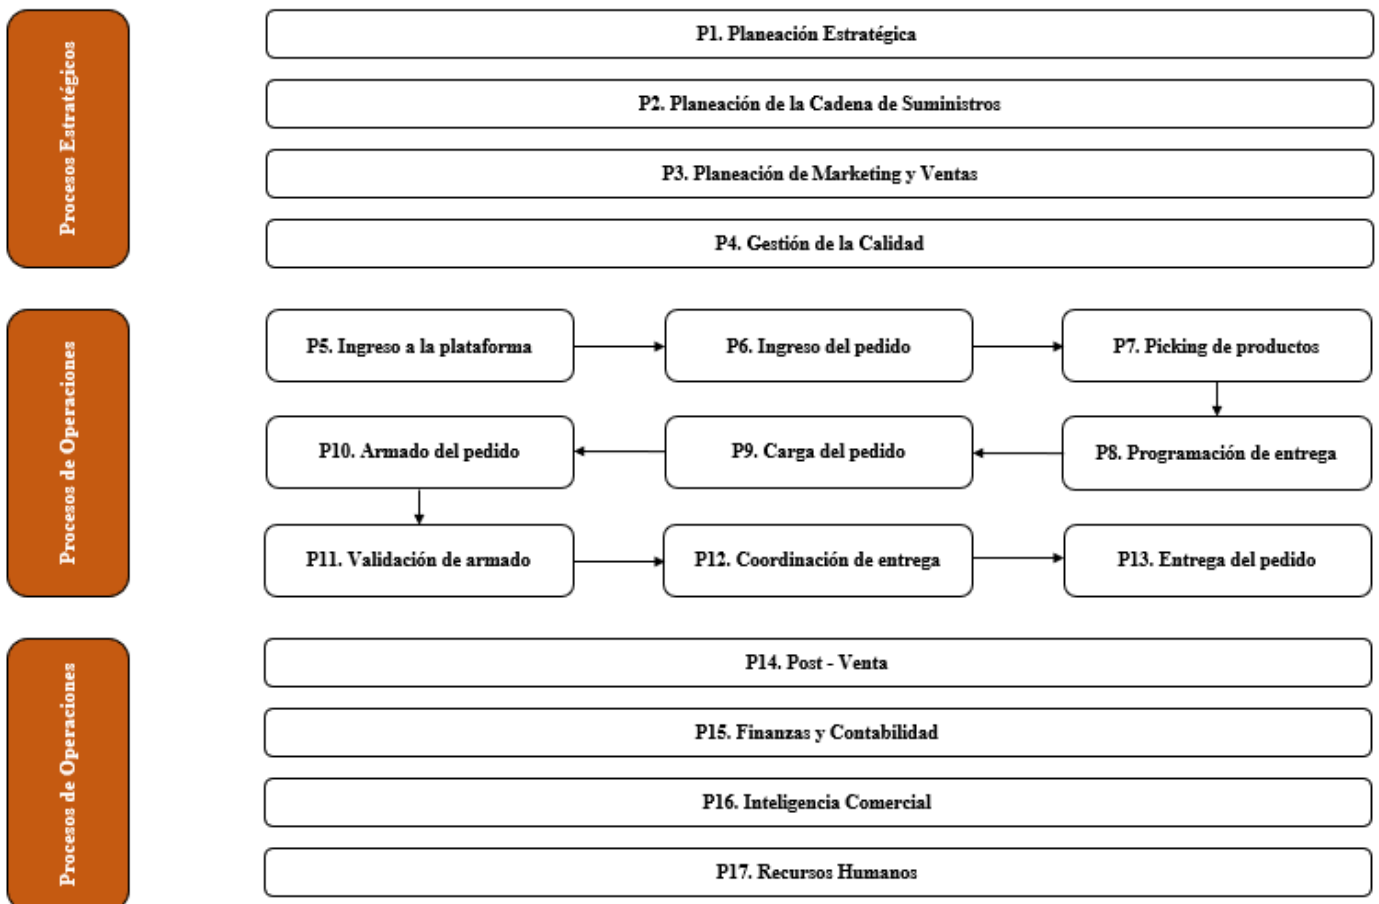 Procesos Estratégicos
P1. Planeación Estratégica
P2. Planeación de la Cadena de Suministros
P3. Planeación de Marketing y Ventas
P4. Gestión de la Calidad
Procesos de Operaciones
P5. Ingreso a la plataforma
P6. Ingreso del pedido
P7. Picking de productos
P10. Armado del pedido
P9. Carga del pedido
P8. Programación de entrega
P11. Validación de armado
P12. Coordinación de entrega
P13. Entrega del pedido
Procesos de Operaciones
P14. Post - Venta
P15. Finanzas y Contabilidad
P16. Inteligencia Comercial
P17. Recursos Humanos